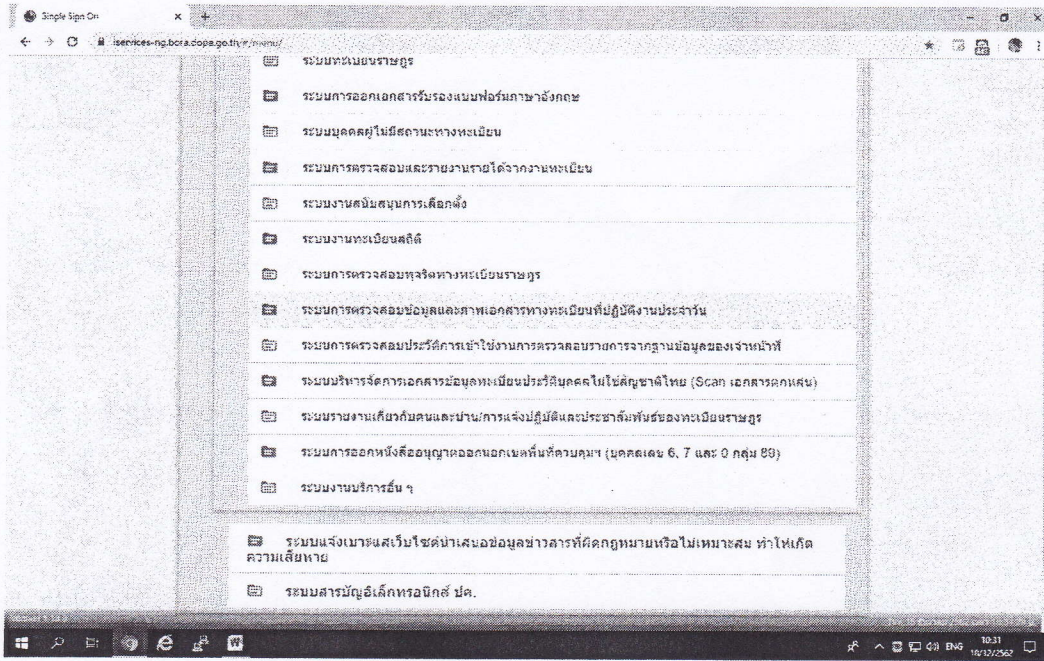 Single Sign On
iservices-ng.bora.dopa.go.th/#/menu/
ระบบทะเบียนราษฎร
ระบบการออกเอกสารรับรองแบบฟอร์มภาษาอังกฤษ
ระบบบุคคลผู้ไม่มีสถานะทางทะเบียน
ระบบการตรวจสอบและรายงานรายได้จากงานทะเบียน
ระบบงานสนับสนุนการเลือกตั้ง
ระบบงานทะเบียนสถิติ
ระบบการตรวจสอบทุจริตทางทะเบียนราษฎร
ระบบการตรวจสอบข้อมูลและภาพเอกสารทางทะเบียนที่ปฏิบัติงานประจำวัน
ระบบการตรวจสอบประวัติการเข้าใช้งานการตรวจสอบรายการจากฐานข้อมูลของเจ้าหน้าที่
ระบบบริหารจัดการเอกสารข้อมูลทะเบียนประวัติบุคคลไม่ใช่สัญชาติไทย (Scan เอกสารตกแสน)
ระบบรายงานเกี่ยวกับคนและบ้าน/การแจ้งปฏิบัติและประชาสัมพันธ์ของทะเบียนราษฎร
ระบบการออกหนังสืออนุญาตออกนอกเขตพื้นที่ควบคุมฯ (บุคคลเลข 6, 7 และ 0 กลุ่ม 89)
ระบบงานบริการอื่น ๆ
ระบบแจ้งเบาะแสเว็บไซต์นำเสนอข้อมูลข่าวสารที่ผิดกฎหมายหรือไม่เหมาะสม ทำให้เกิด
ความเสียหาย
ระบบสารบัญอิเล็กทรอนิกส์ ปค.
ENG
10:31
18/12/2562